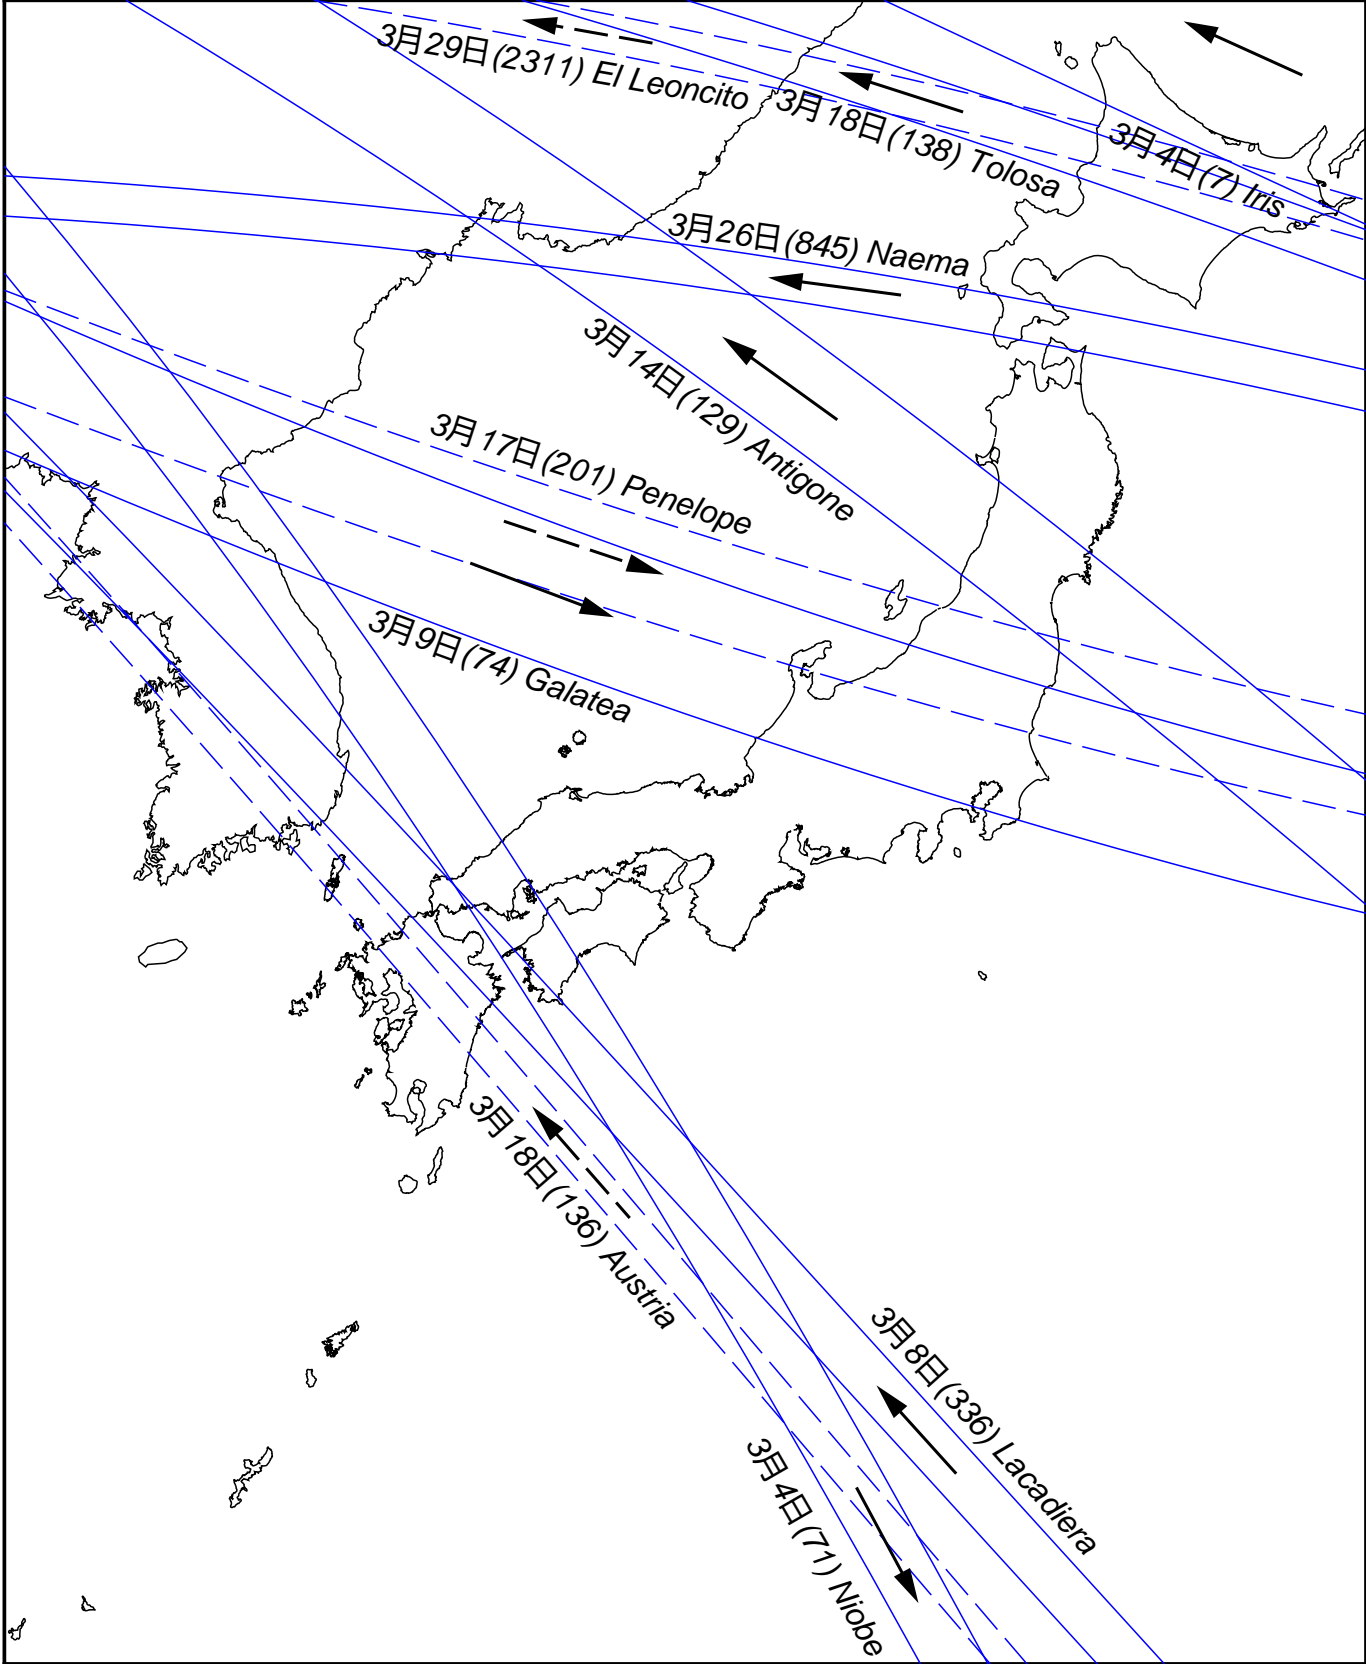 3月29日(2311) El Leoncito
3月18日(138) Tolosa
3月4日(7) Iris
3月26日(845) Naema
3月14日(129) Antigone
3月17日(201) Penelope
3月9日(74) Galatea
3月18日(136) Austria
3月8日(336) Lacadiera
3月4日(71) Niobe